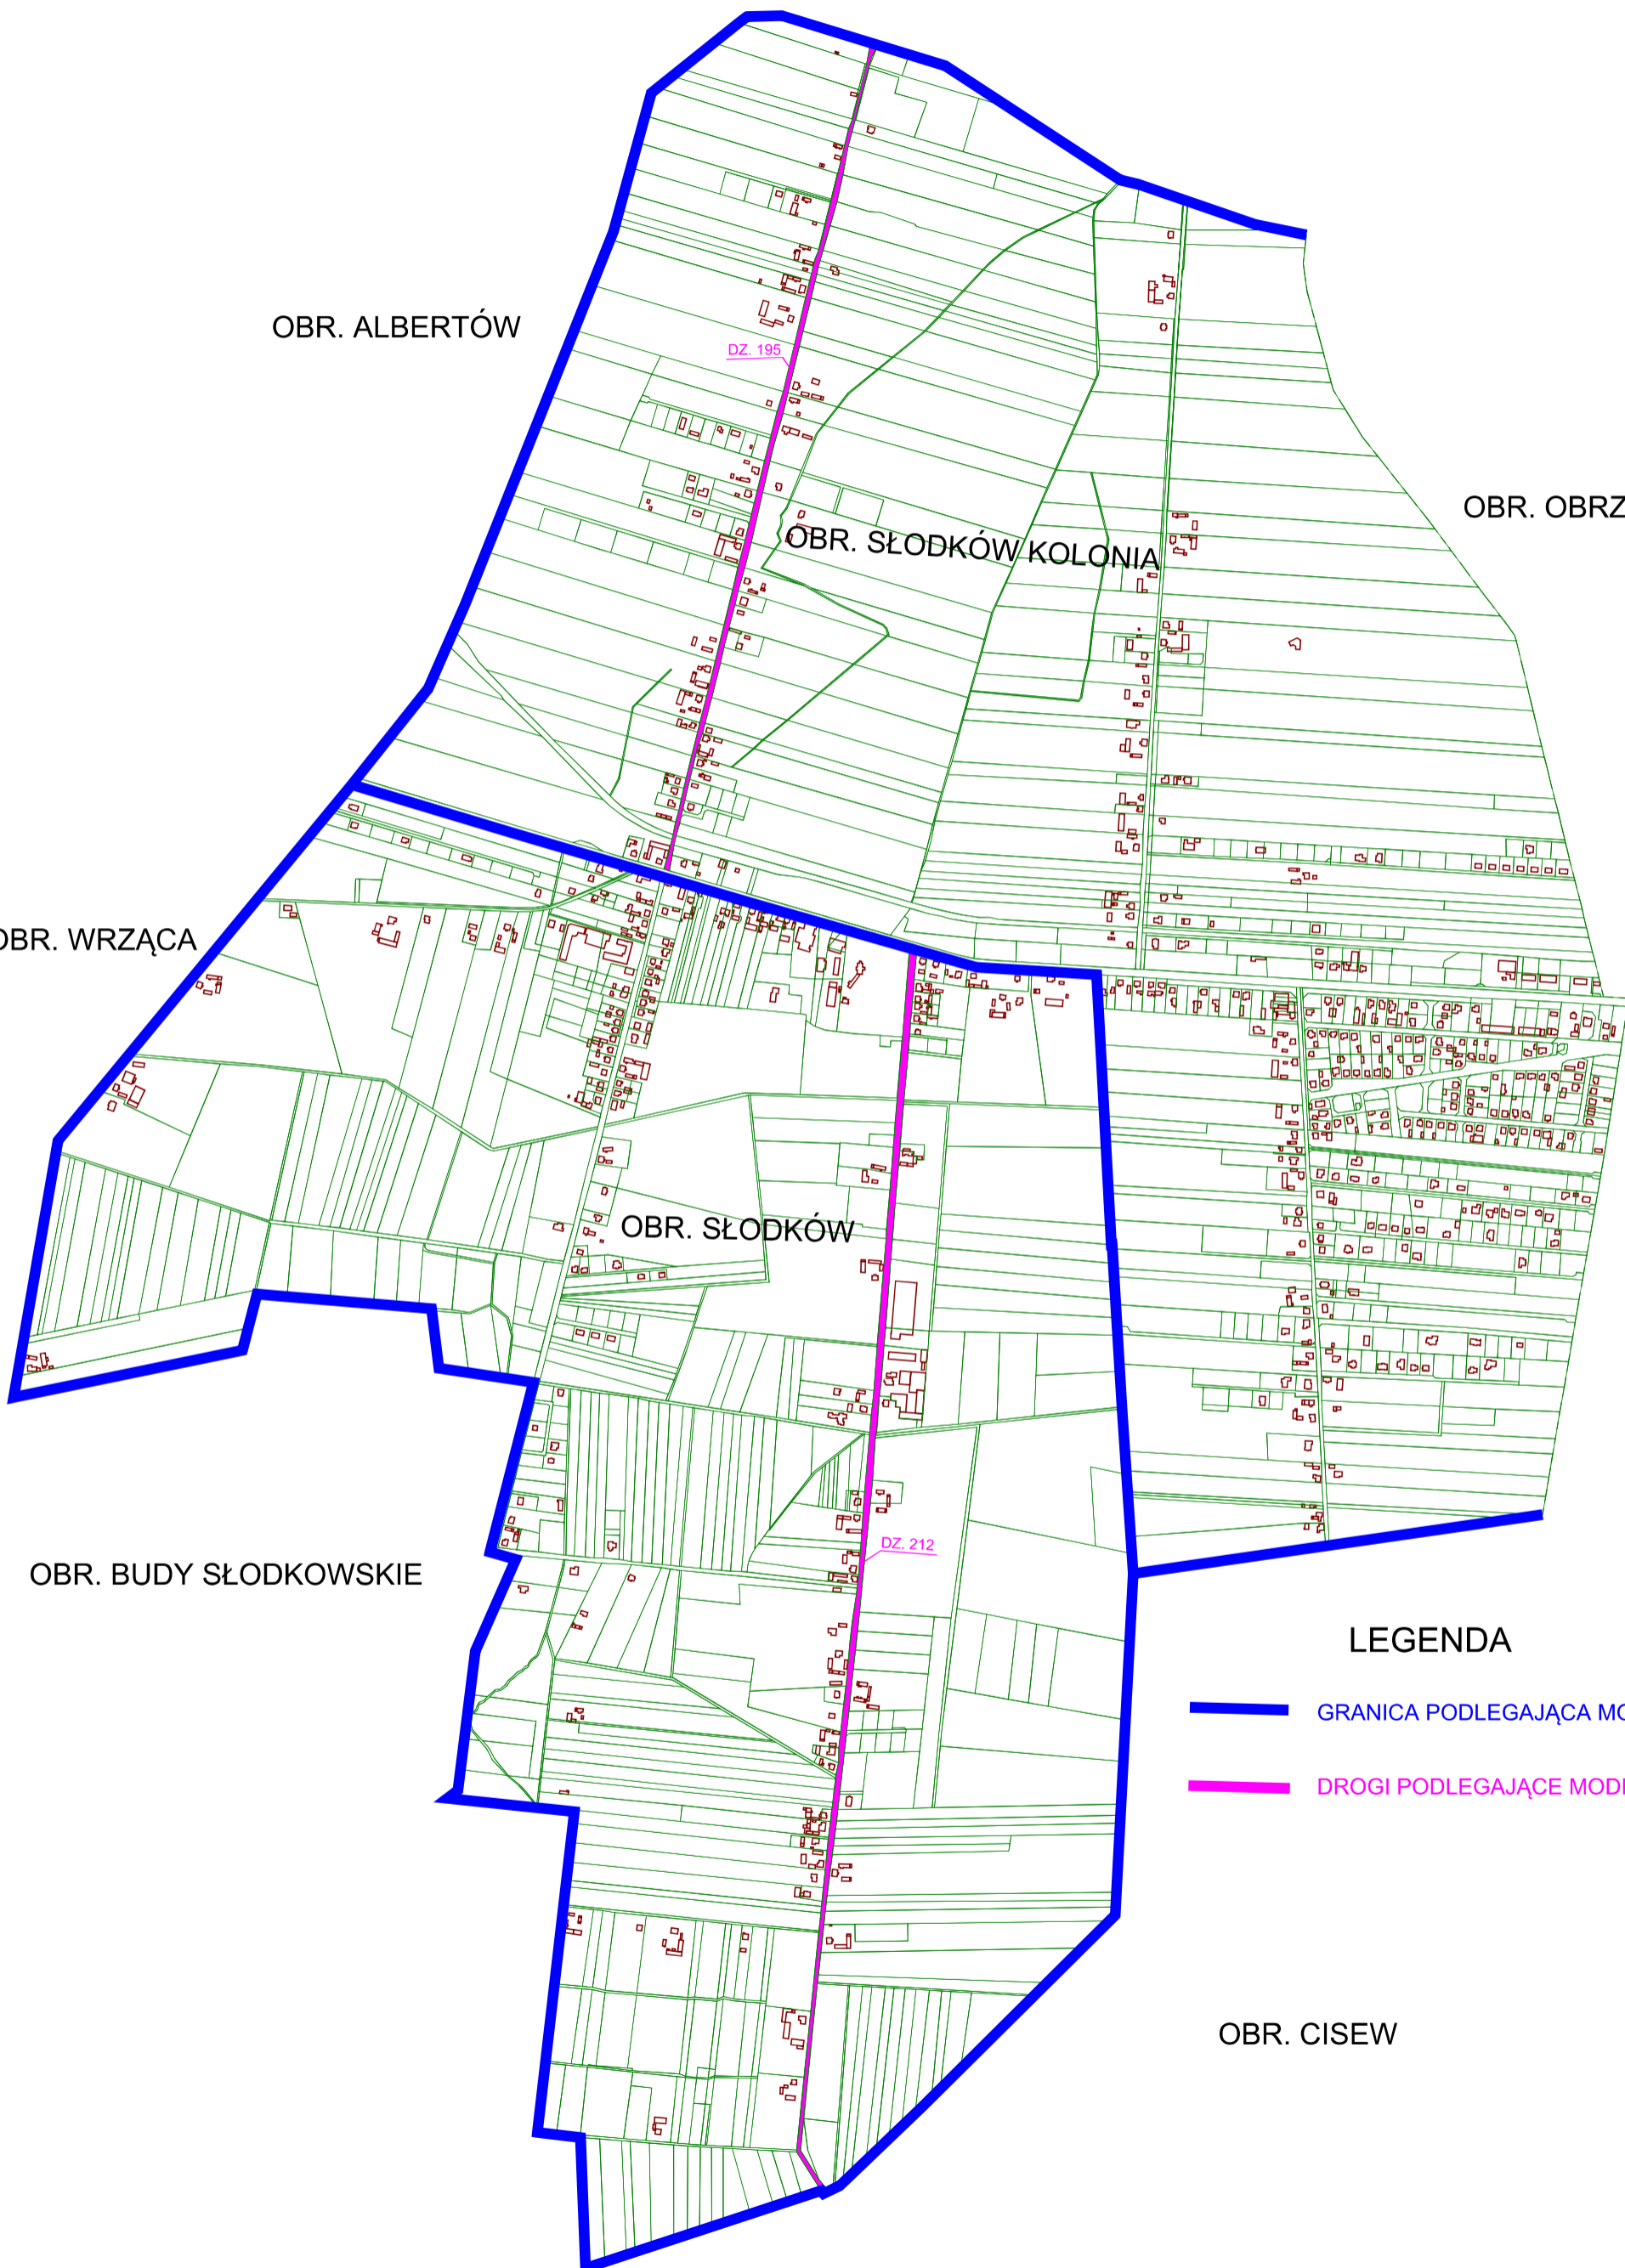 OBR. ALBERTÓW
DZ. 195
OBR. OBRZ
OBR. SŁODKÓW KOLONIA
OBR. WRZĄCA
OBR. SŁODKÓW
DZ. 212
OBR. BUDY SŁODKOWSKIE
LEGENDA
GRANICA PODLEGAJĄCA MO
DROGI PODLEGAJĄCE MODE
OBR. CISEW